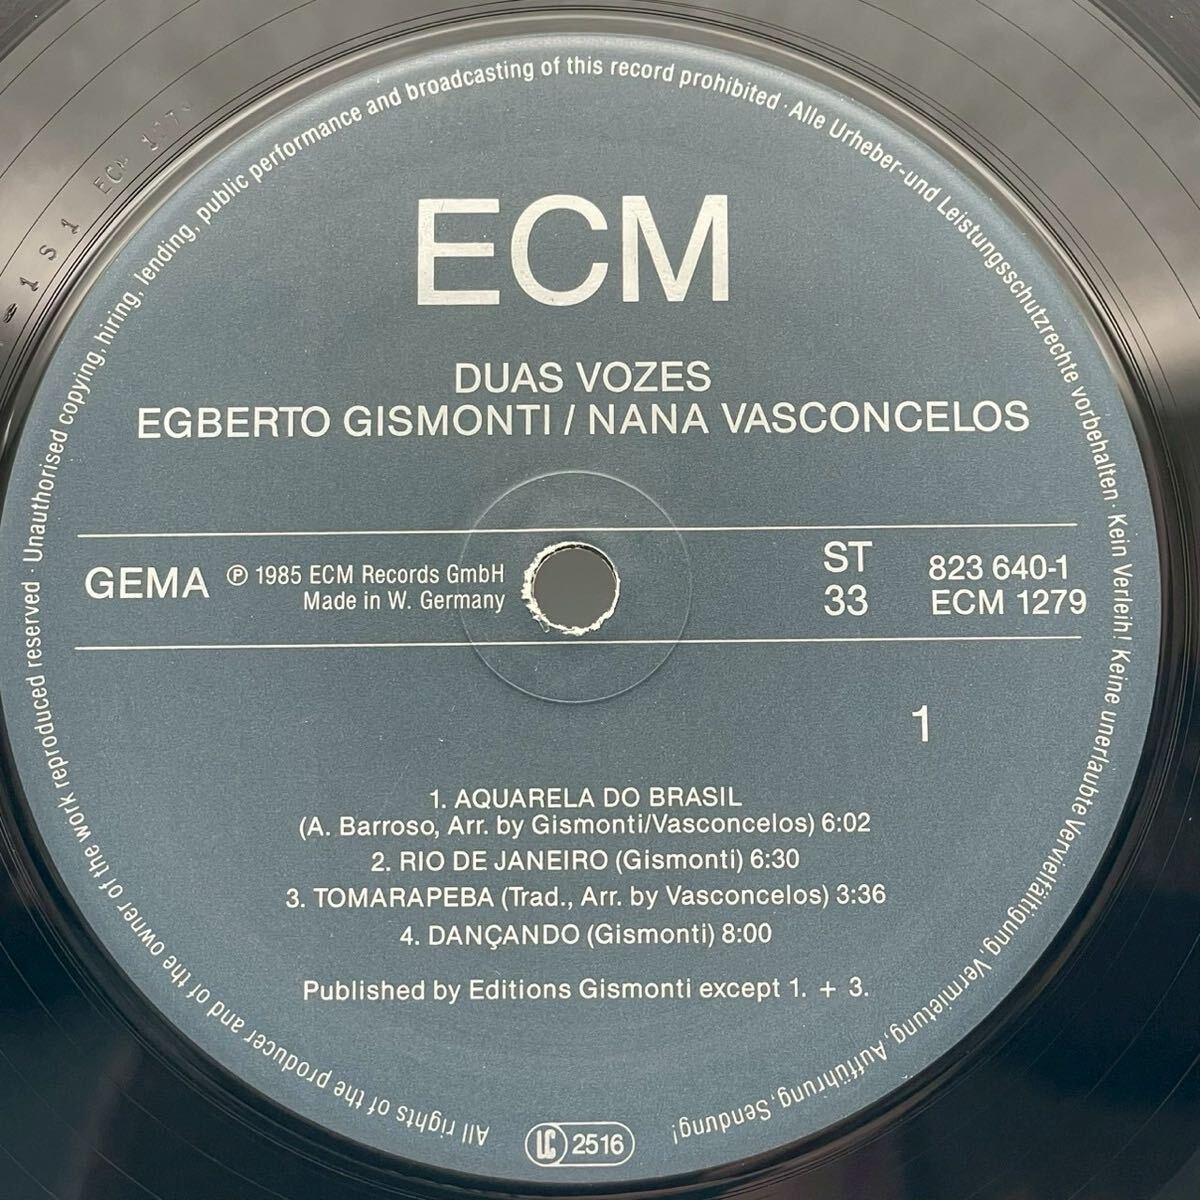 ECM
DUAS VOZES
EGBERTO GISMONTI / NANA VASCONCELOS
GEMA
℗ 1985 ECM Records GmbH
Made in W. Germany
ST
33
823 640-1
ECM 1279
1
1. AQUARELA DO BRASIL
(A. Barroso, Arr. by Gismonti/Vasconcelos) 6:02
2. RIO DE JANEIRO (Gismonti) 6:30
3. TOMARAPEBA (Trad., Arr. by Vasconcelos) 3:36
4. DANÇANDO (Gismonti) 8:00
Published by Editions Gismonti except 1. + 3.
All rights of the producer and of the owner of the work reproduced reserved · Unauthorised copying, hiring, lending, public performance and broadcasting of this record prohibited · Alle Urheber-und Leistungsschutzrechte vorbehalten · Kein Verleih! Keine unerlaubte Vervielfältigung, Vermietung, Aufführung, Sendung!
LC 2516
1 S 1 ECM